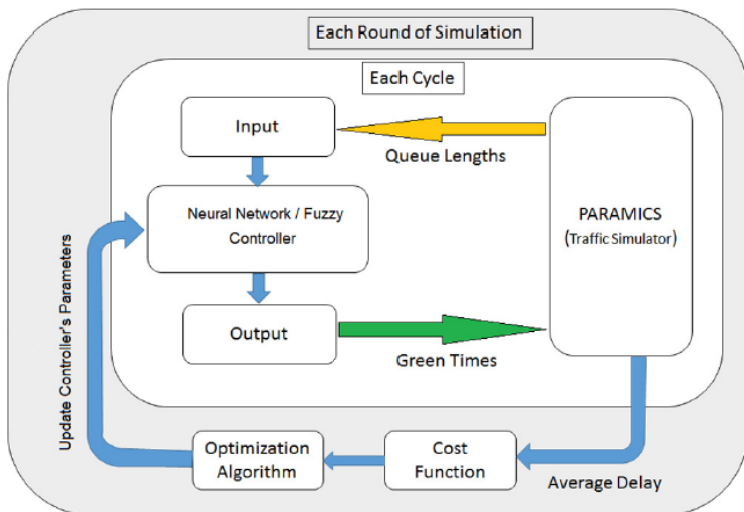 Each Round of Simulation
Each Cycle
Input
Queue Lengths
Neural Network / Fuzzy
Controller
PARAMICS
(Traffic Simulator)
Output
Green Times
Update Controller's Parameters
Optimization
Algorithm
Cost
Function
Average Delay